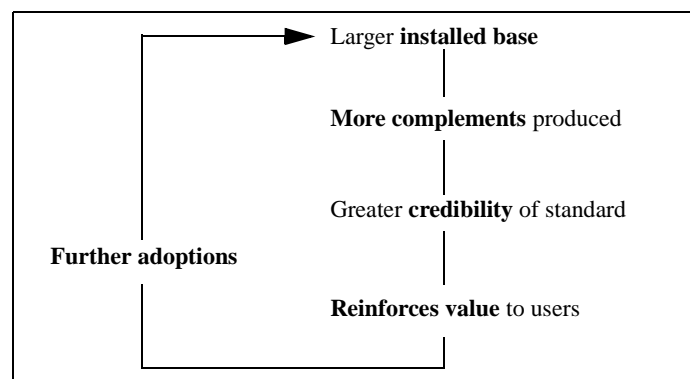 Larger installed base
More complements produced
Greater credibility of standard
Further adoptions
Reinforces value to users